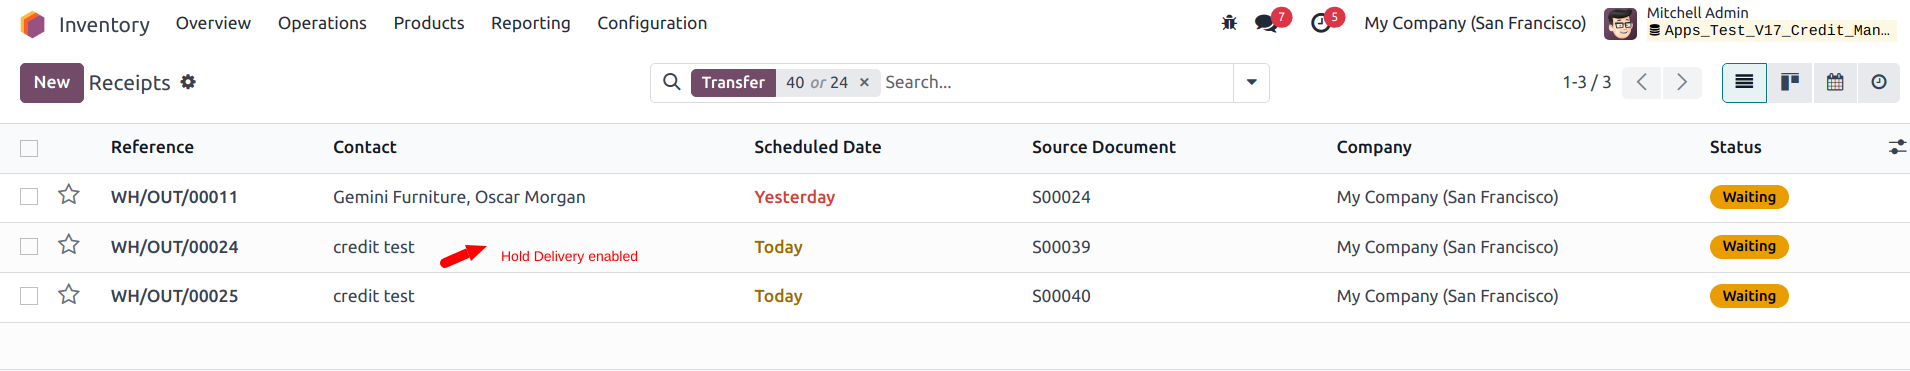 Inventory Overview Operations Products Reporting Configuration 7 5 My Company (San Francisco) Mitchell Admin
Apps_Test_V17_Credit_Man...
New Receipts Transfer 40 or 24 × Search... 1-3 / 3
Reference Contact Scheduled Date Source Document Company Status
WH/OUT/00011 Gemini Furniture, Oscar Morgan Yesterday S00024 My Company (San Francisco) Waiting
WH/OUT/00024 credit test Today S00039 My Company (San Francisco) Waiting
Hold Delivery enabled
WH/OUT/00025 credit test Today S00040 My Company (San Francisco) Waiting